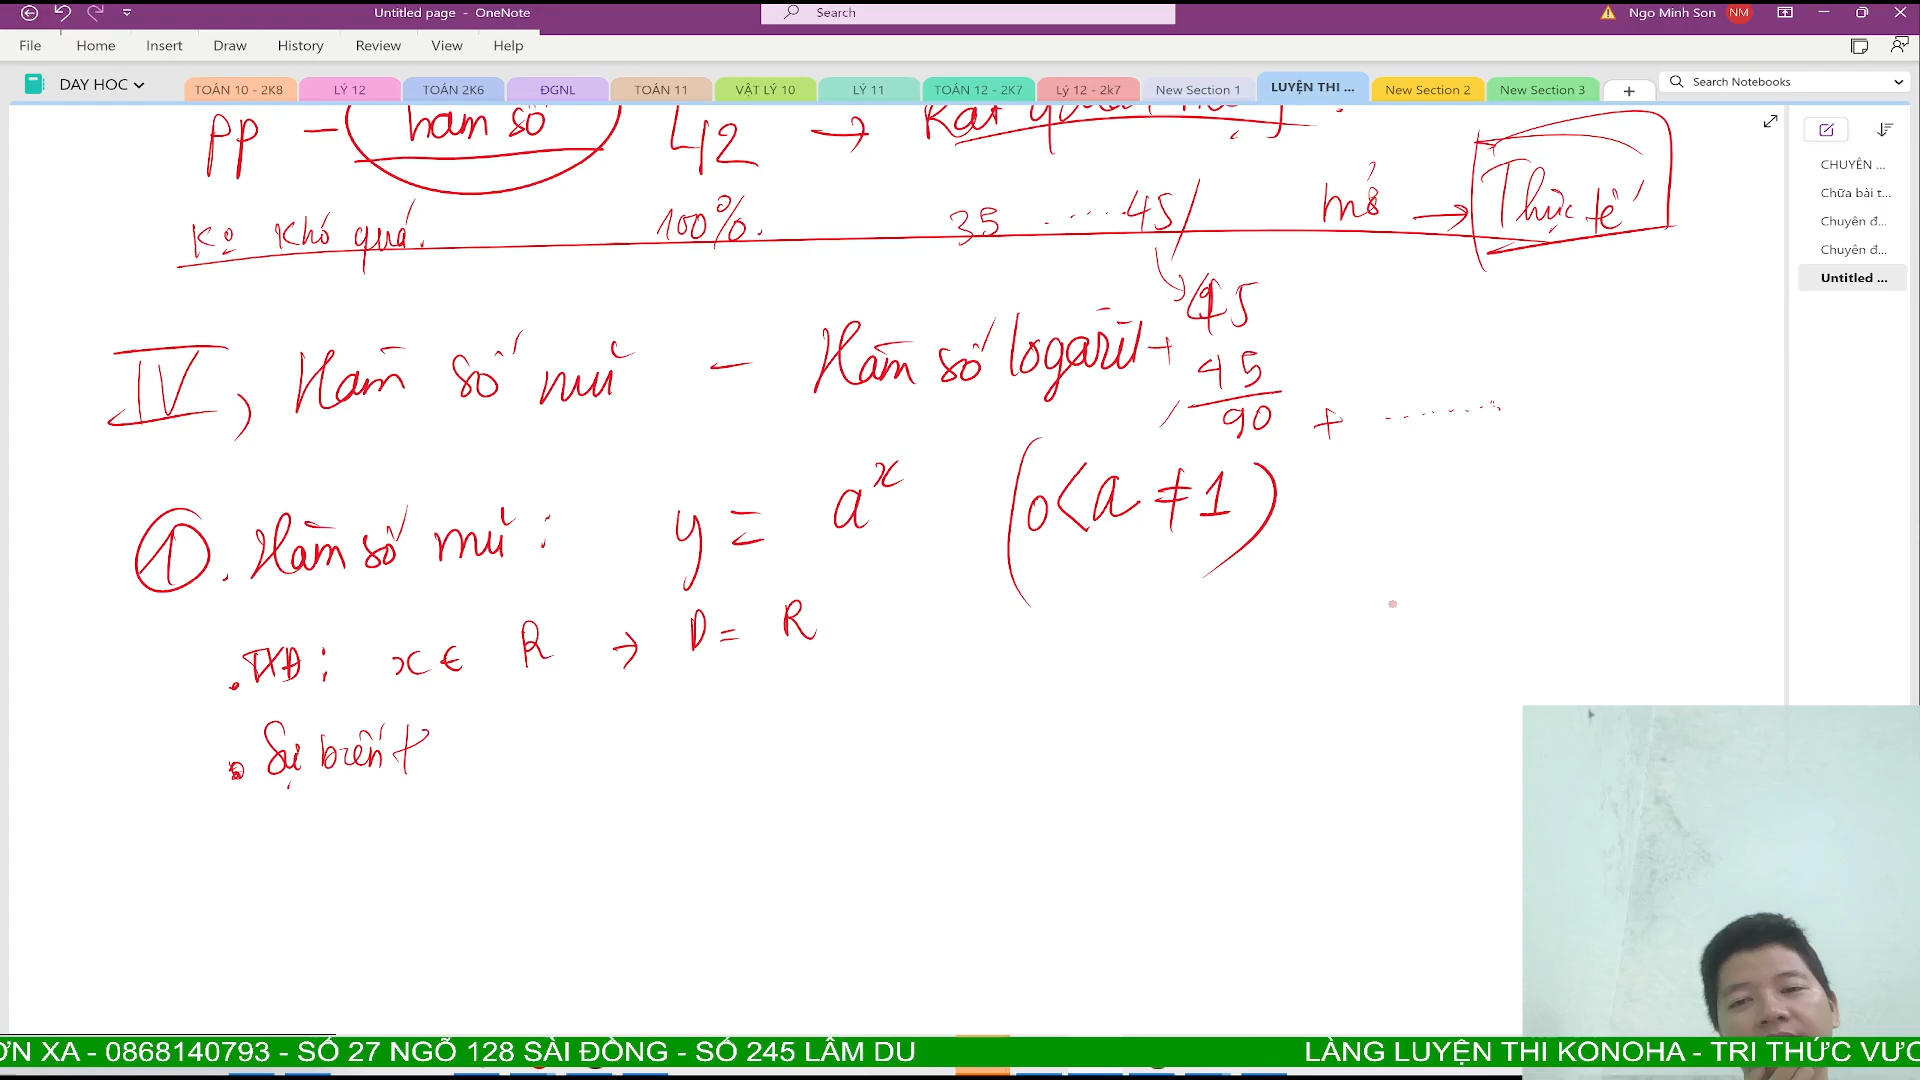 Untitled page - OneNote
Search
Ngo Minh Son
NM
File Home Insert Draw History Review View Help
DAY HOC
TOÁN 10 - 2K8
LÝ 12
TOÁN 2K6
ĐGNL
TOÁN 11
VẬT LÝ 10
LÝ 11
TOÁN 12 - 2K7
Lý 12 - 2k7
New Section 1
LUYỆN THI ...
New Section 2
New Section 3
+
Search Notebooks
CHUYÊN ...
Chữa bài t...
Chuyên đ...
Chuyên đ...
Untitled ...
PP - hàm số 42 →
Ko khó quá. 100%. 35 ......45 mở → Thực tế
IV, Hàm số mũ - Hàm số logarit
+ 45
45
90 + ........
1. Hàm số mũ: y = a^x (0<a≠1)
. TXĐ: x ∈ R → D = R
. Sự biến t
ƠN XA - 0868140793 - SỐ 27 NGÕ 128 SÀI ĐỒNG - SỐ 245 LÂM DU
LÀNG LUYỆN THI KONOHA - TRI THỨC VƯƠ